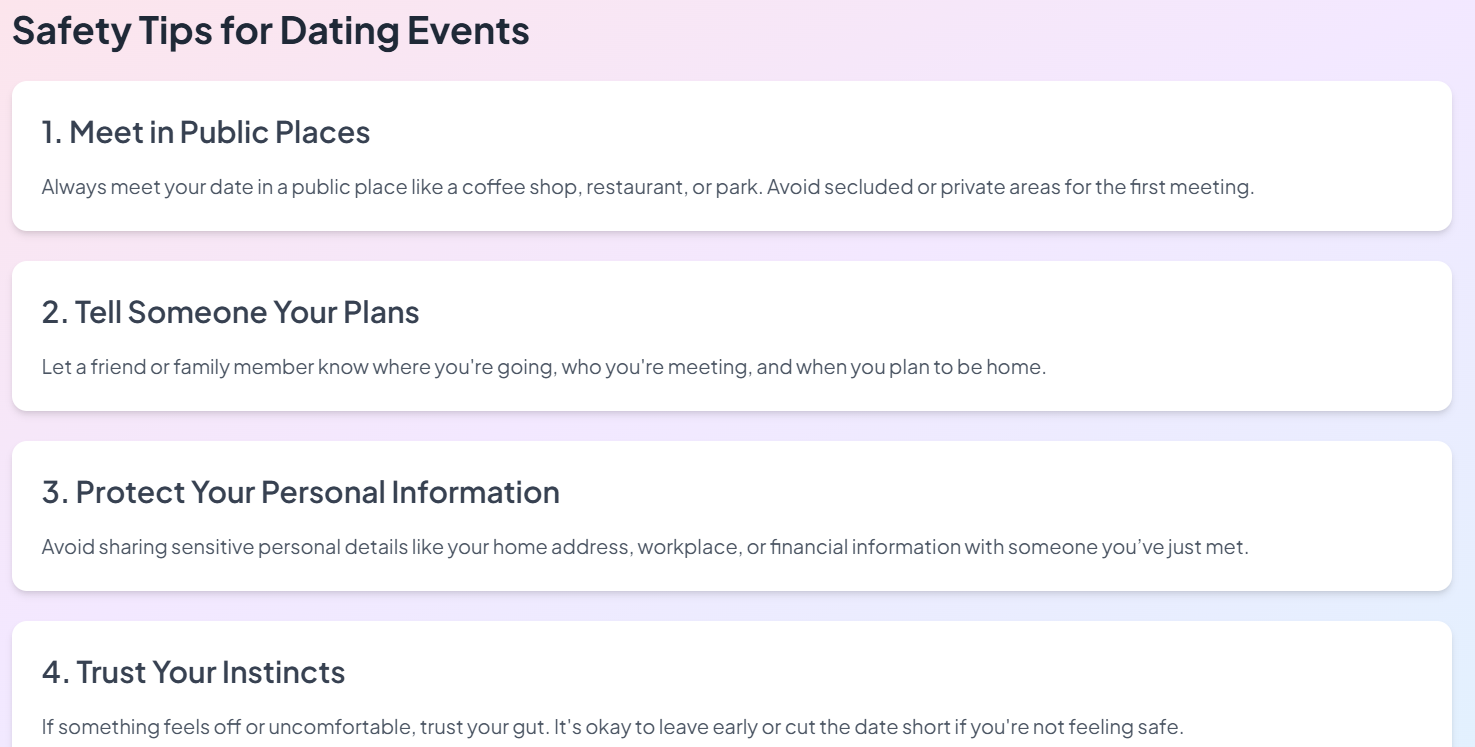 Safety Tips for Dating Events
1. Meet in Public Places
Always meet your date in a public place like a coffee shop, restaurant, or park. Avoid secluded or private areas for the first meeting.
2. Tell Someone Your Plans
Let a friend or family member know where you're going, who you're meeting, and when you plan to be home.
3. Protect Your Personal Information
Avoid sharing sensitive personal details like your home address, workplace, or financial information with someone you’ve just met.
4. Trust Your Instincts
If something feels off or uncomfortable, trust your gut. It's okay to leave early or cut the date short if you're not feeling safe.